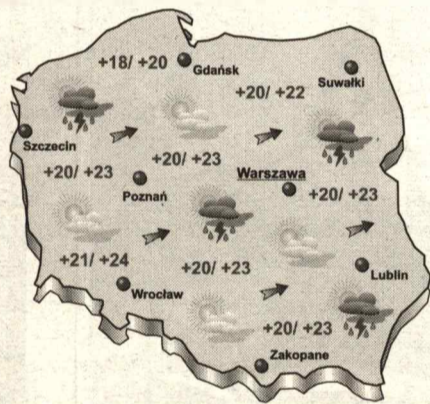 +18/ +20
Gdańsk
Suwałki
+20/ +22
Szczecin
+20/ +23
+20/ +23
Warszawa
+20/ +23
Poznań
+21/ +24
+20/ +23
Lublin
Wrocław
+20/ +23
Zakopane